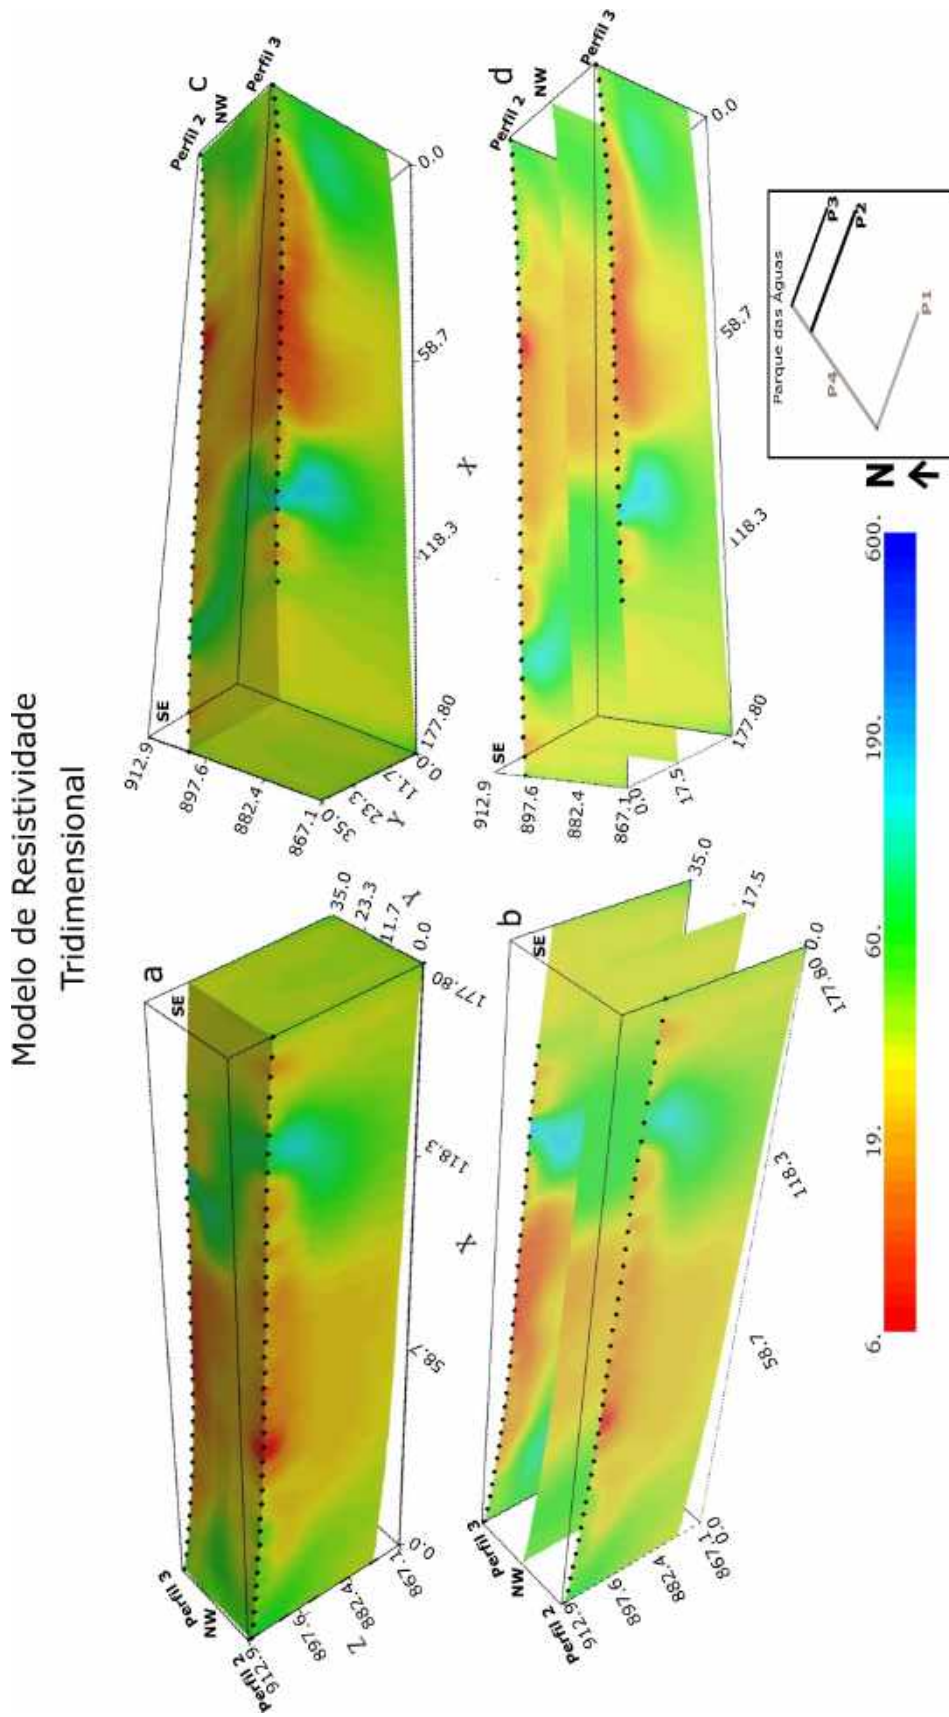 Modelo de Resistividade
Tridimensional
a
SE
Perfil 3
NW
Perfil 2
912.9
897.6
Z
882.4
867.1
0.0
58.7
X
118.3
177.80
0.0
11.7
Y
23.3
35.0
c
NW
Perfil 2
Perfil 3
SE
912.9
897.6
882.4
867.1
35.0
Y
23.3
11.7
0.0
177.80
118.3
X
58.7
0.0
b
SE
Perfil 3
NW
Perfil 2
912.9
897.6
882.4
867.1
0.0
58.7
118.3
177.80
0.0
17.5
35.0
d
NW
Perfil 2
Perfil 3
SE
912.9
897.6
882.4
867.1
0.0
17.5
177.80
118.3
58.7
0.0
6.
19.
60.
190.
600.
N
Parque das Águas
P4
P3
P2
P1